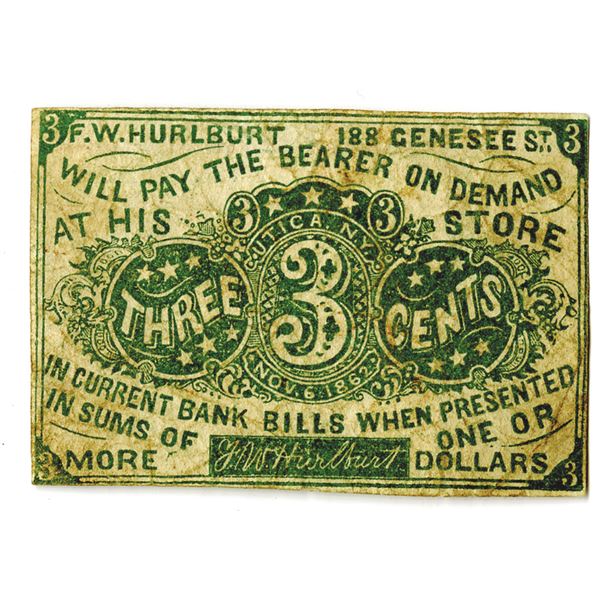 3 F. W. HURLBURT 188 GENESEE ST. 3
WILL PAY THE BEARER ON DEMAND
AT HIS STORE
3 3
UTICA, N.Y.
THREE 3 CENTS
NOV. 6, 1862
IN CURRENT BANK BILLS WHEN PRESENTED
IN SUMS OF ONE OR
MORE F. W. Hurlburt DOLLARS
3 3